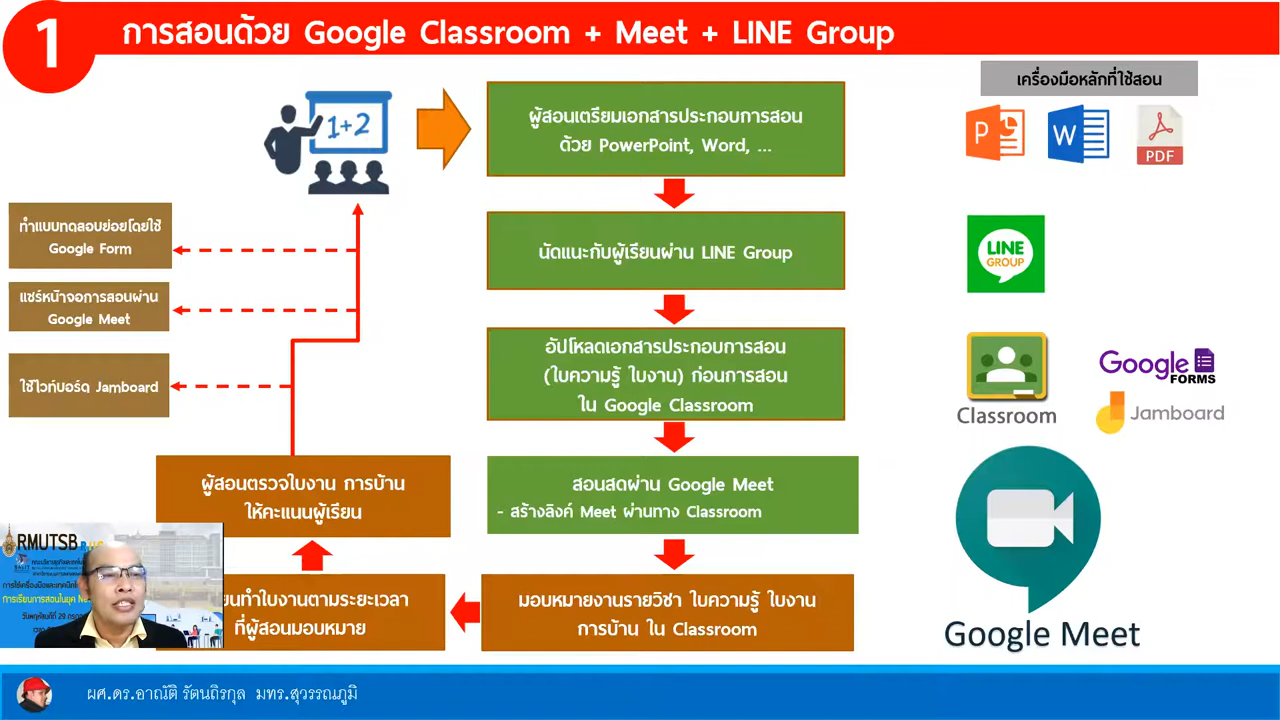 1
การสอนด้วย Google Classroom + Meet + LINE Group
เครื่องมือหลักที่ใช้สอน
1+2
ผู้สอนเตรียมเอกสารประกอบการสอน
ด้วย PowerPoint, Word, ...
P
W
PDF
ทำแบบทดสอบย่อยโดยใช้
Google Form
นัดแนะกับผู้เรียนผ่าน LINE Group
LINE
GROUP
แชร์หน้าจอการสอนผ่าน
Google Meet
ใช้ไวท์บอร์ด Jamboard
อัปโหลดเอกสารประกอบการสอน
(ใบความรู้ ใบงาน) ก่อนการสอน
ใน Google Classroom
Classroom
Google
FORMS
Jamboard
ผู้สอนตรวจใบงาน การบ้าน
ให้คะแนนผู้เรียน
สอนสดผ่าน Google Meet
- สร้างลิงค์ Meet ผ่านทาง Classroom
RMUTSB
ทำใบงานตามระยะเวลา
ที่ผู้สอนมอบหมาย
มอบหมายงานรายวิชา ใบความรู้ ใบงาน
การบ้าน ใน Classroom
Google Meet
ผศ.ดร.อาณัติ รัตนถิรกุล มทร.สุวรรณภูมิ